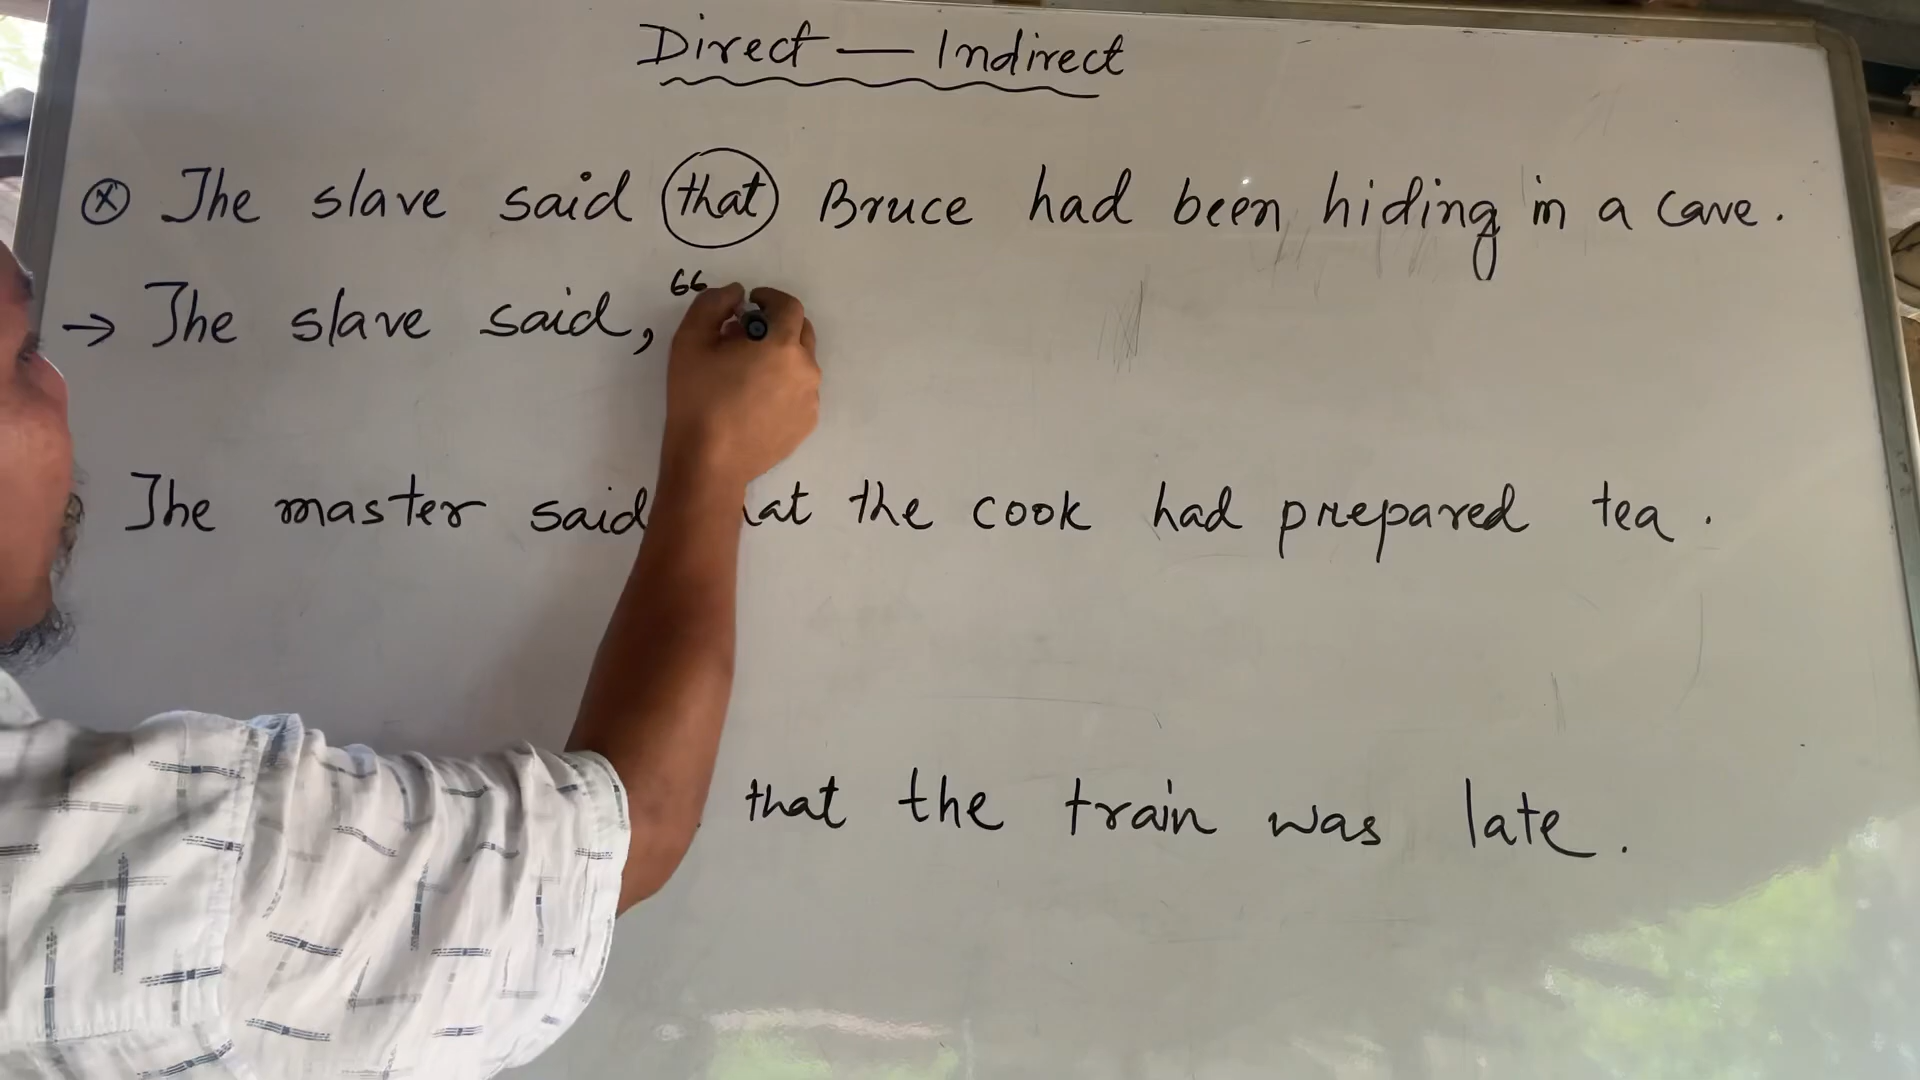 Direct — Indirect
ⓧ The slave said that Bruce had been hiding in a cave.
→ The slave said, “
The master said the cook had prepared tea.
that the train was late.